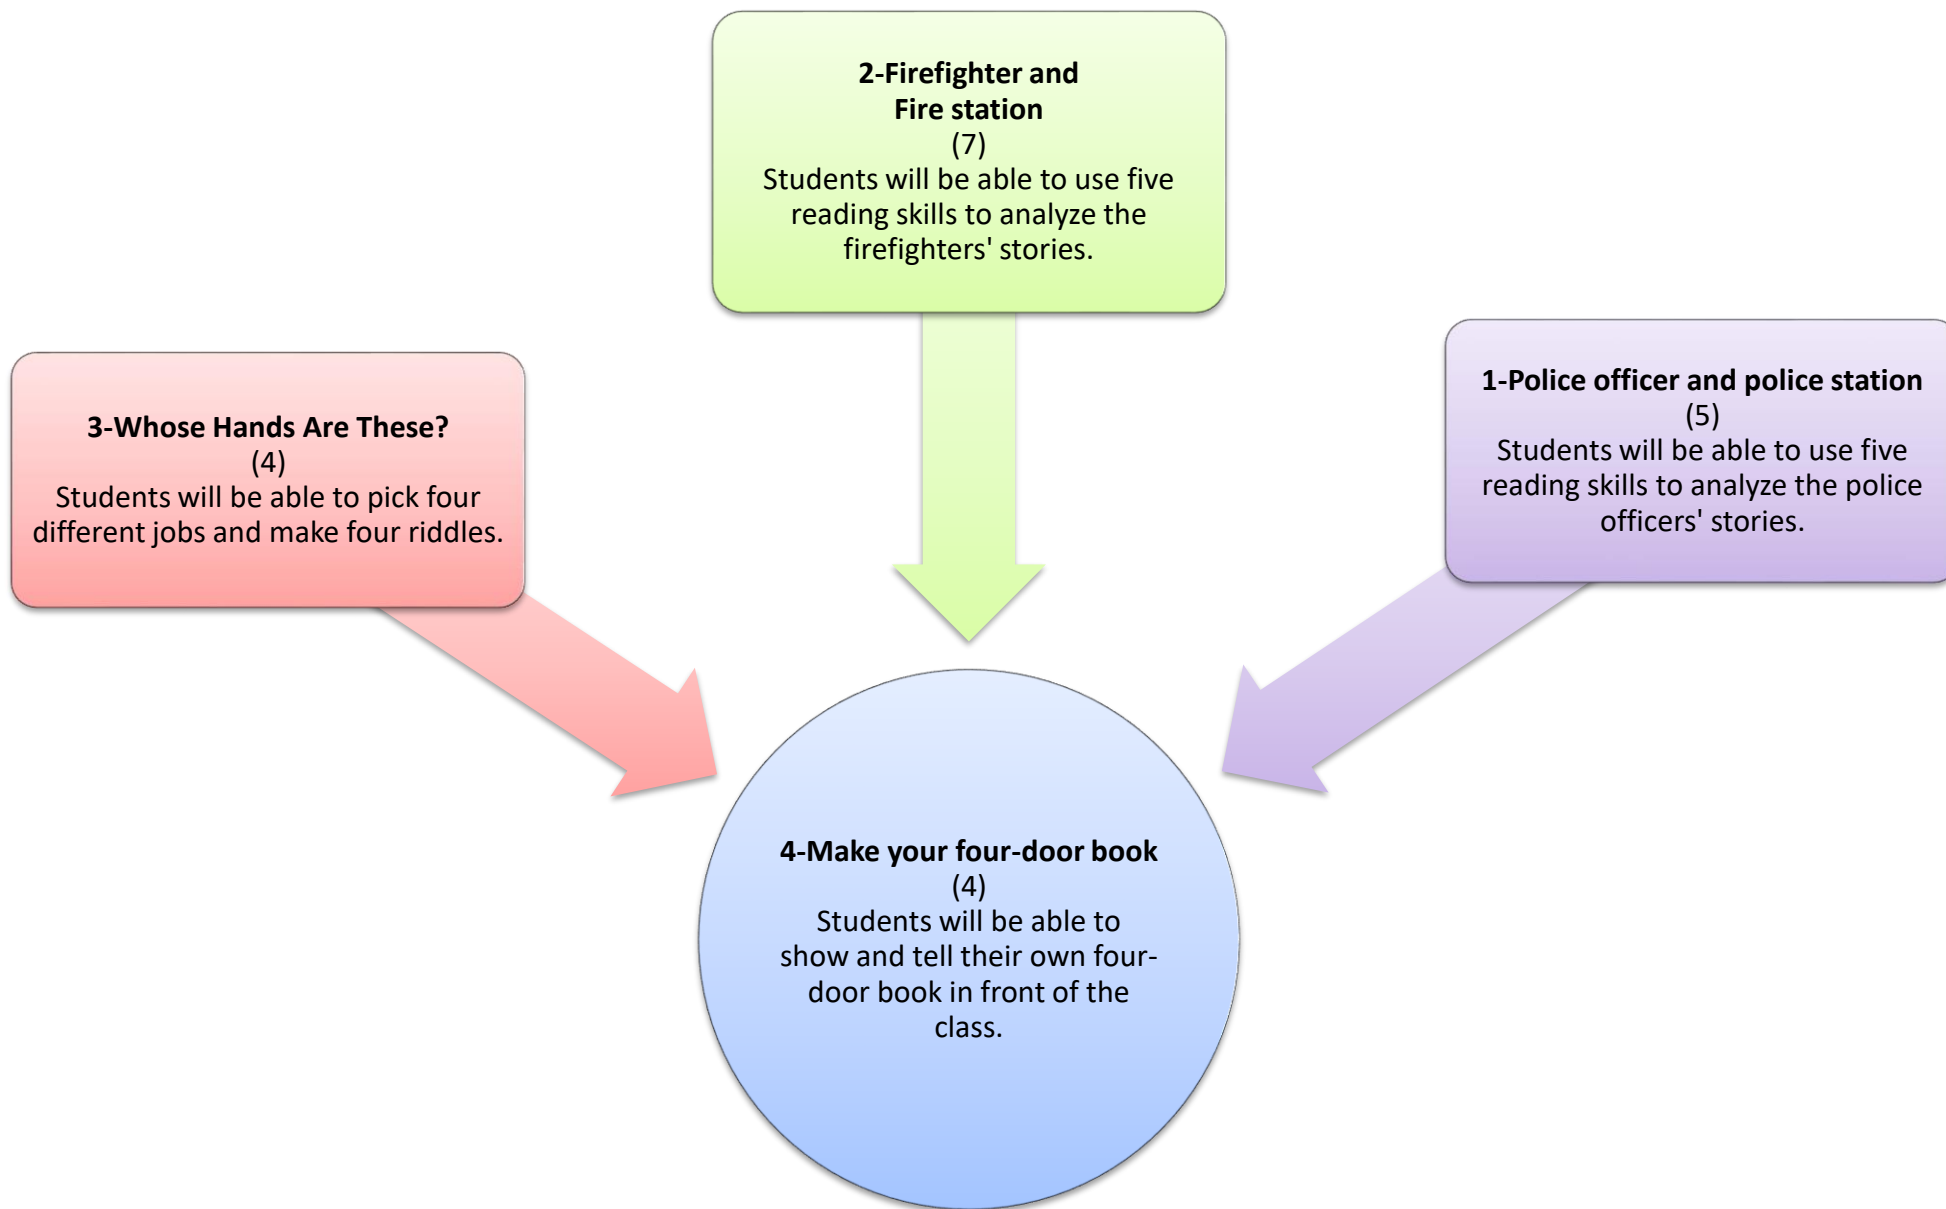 2-Firefighter and
Fire station
(7)
Students will be able to use five
reading skills to analyze the
firefighters' stories.
3-Whose Hands Are These?
(4)
Students will be able to pick four
different jobs and make four riddles.
1-Police officer and police station
(5)
Students will be able to use five
reading skills to analyze the police
officers' stories.
4-Make your four-door book
(4)
Students will be able to
show and tell their own four-
door book in front of the
class.